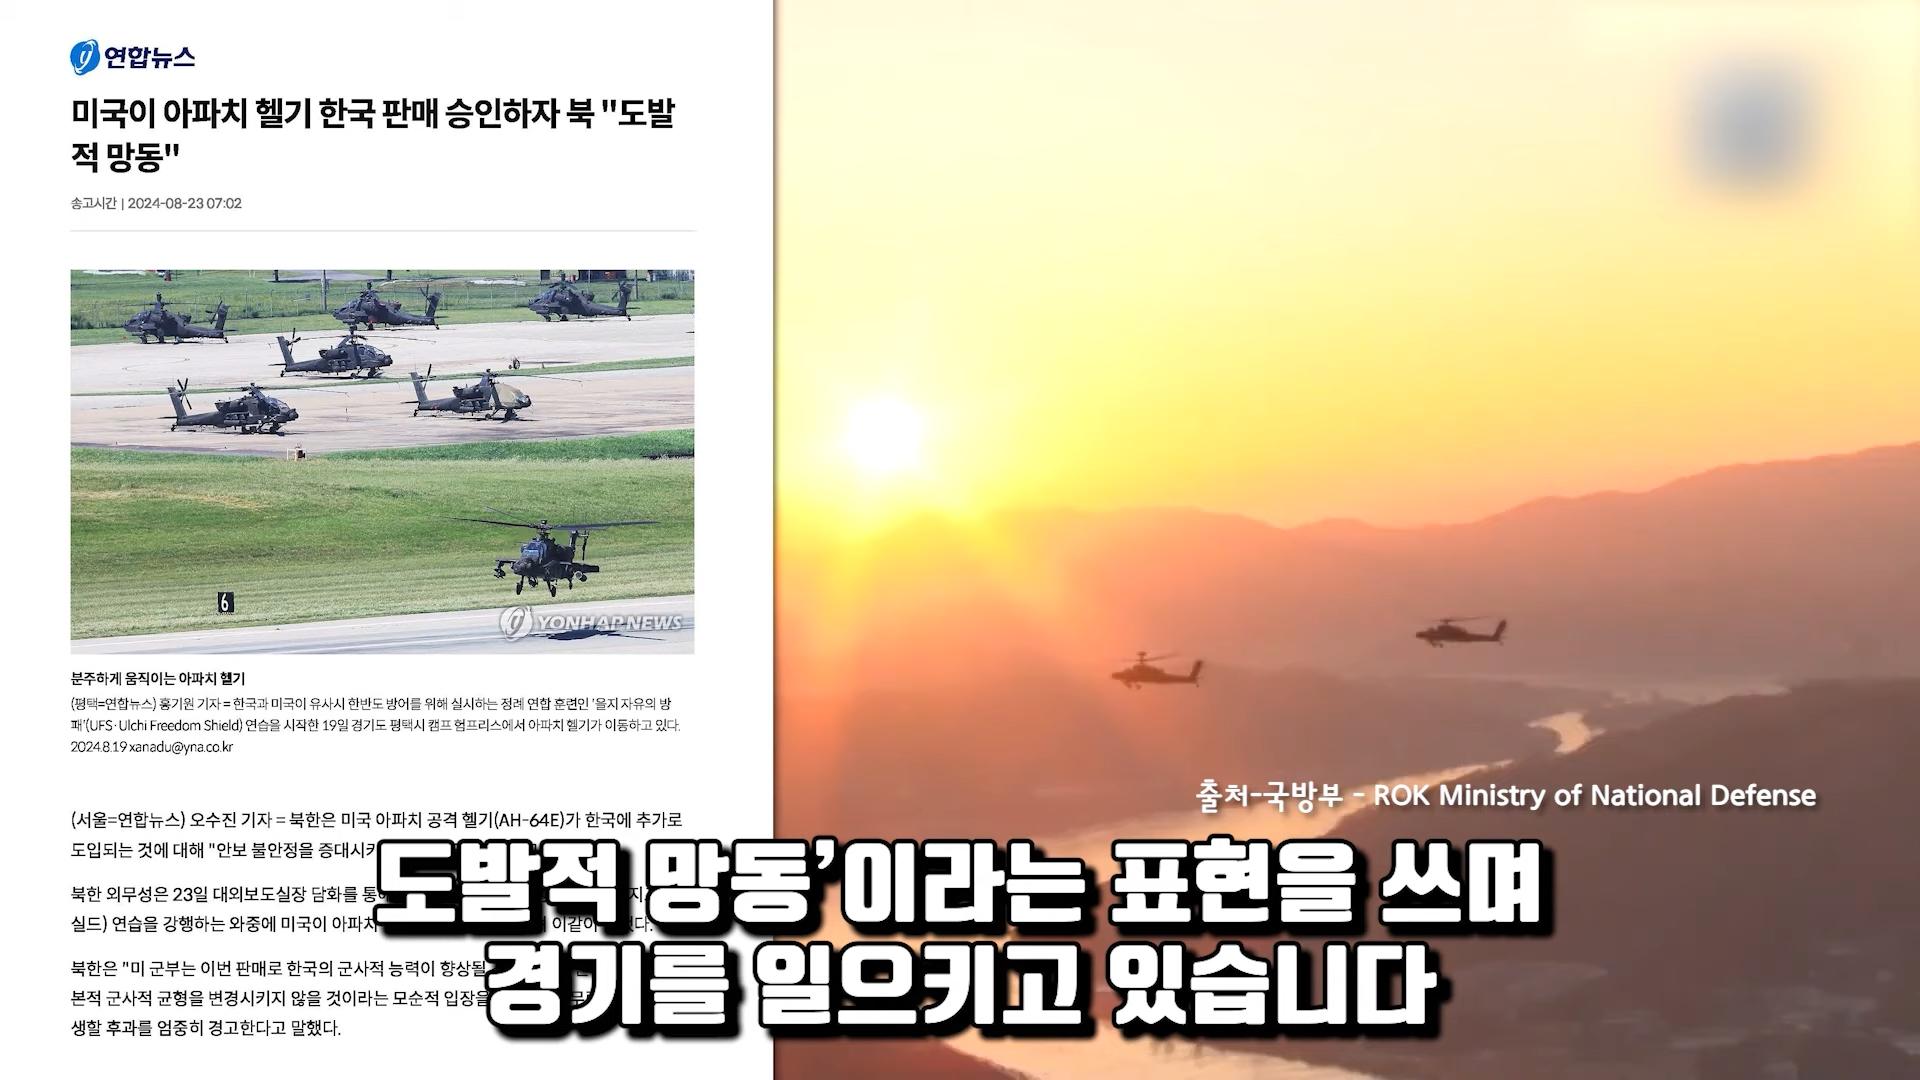 연합뉴스
미국이 아파치 헬기 한국 판매 승인하자 북 "도발
적 망동"
송고시간 | 2024-08-23 07:02
6
YONHAP NEWS
분주하게 움직이는 아파치 헬기
(평택=연합뉴스) 홍기원 기자 = 한국과 미국이 유사시 한반도 방어를 위해 실시하는 정례 연합 훈련인 '을지 자유의 방
패'(UFS·Ulchi Freedom Shield) 연습을 시작한 19일 경기도 평택시 캠프 험프리스에서 아파치 헬기가 이동하고 있다.
2024.8.19 xanadu@yna.co.kr
(서울=연합뉴스) 오수진 기자 = 북한은 미국 아파치 공격 헬기(AH-64E)가 한국에 추가로
도입되는 것에 대해 "안보 불안정을 증대시키
북한 외무성은 23일 대외보도실장 담화를 통
실드) 연습을 강행하는 와중에 미국이 아파치
북한은 "미 군부는 이번 판매로 한국의 군사적 능력이 향상될
본적 군사적 균형을 변경시키지 않을 것이라는 모순적 입장을
생할 후과를 엄중히 경고한다고 말했다.
출처-국방부 - ROK Ministry of National Defense
도발적 망동'이라는 표현을 쓰며
경기를 일으키고 있습니다